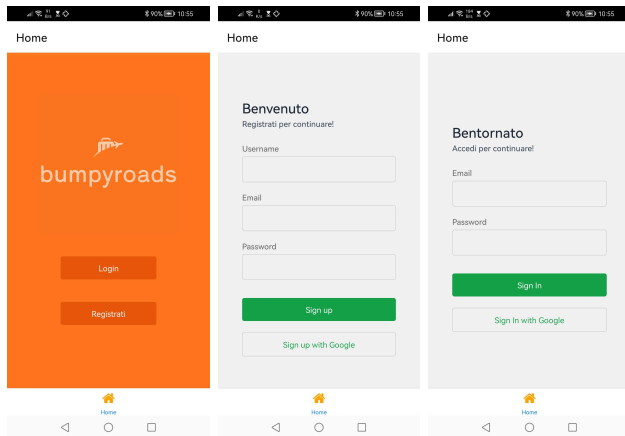 90% 10:55
Home
bumpyroads
Login
Registrati
Home
90% 10:55
Home
Benvenuto
Registrati per continuare!
Username
Email
Password
Sign up
Sign up with Google
Home
90% 10:55
Home
Bentornato
Accedi per continuare!
Email
Password
Sign In
Sign In with Google
Home